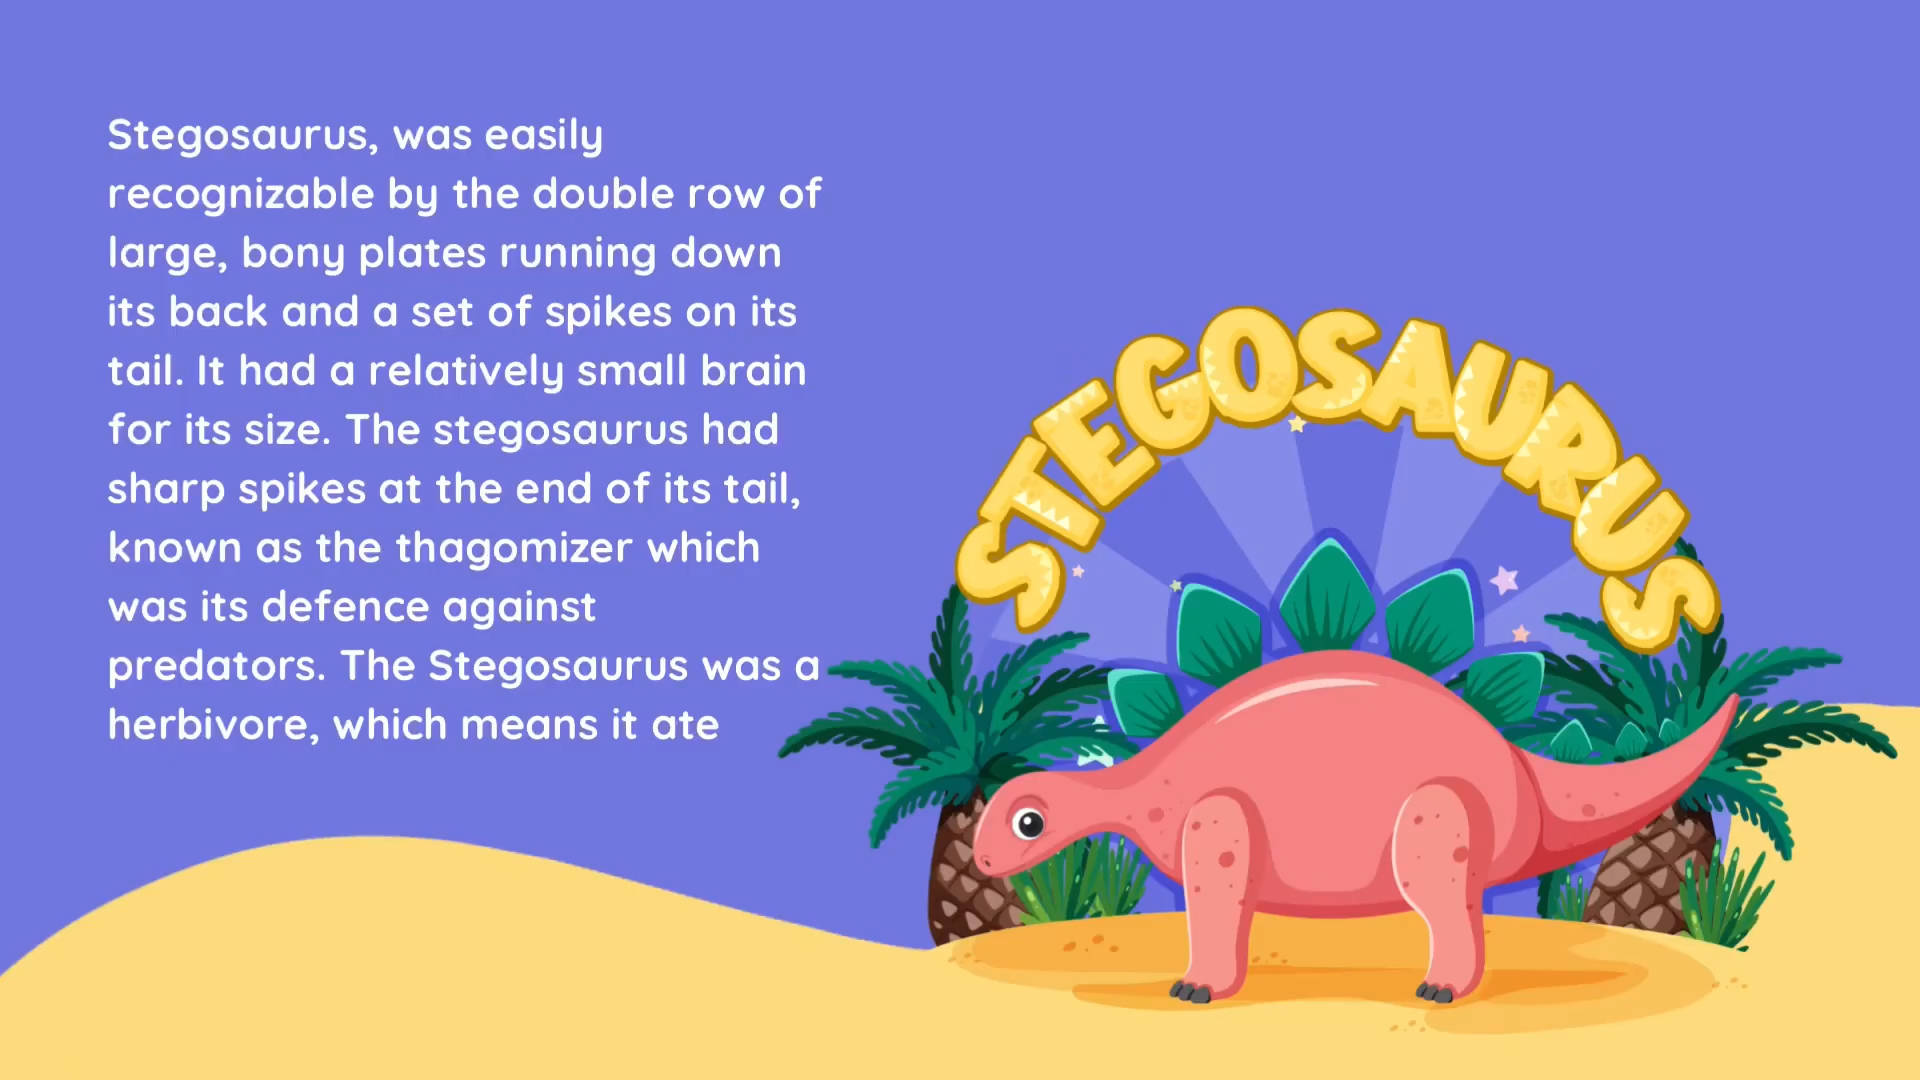 Stegosaurus, was easily
recognizable by the double row of
large, bony plates running down
its back and a set of spikes on its
tail. It had a relatively small brain
for its size. The stegosaurus had
sharp spikes at the end of its tail,
known as the thagomizer which
was its defence against
predators. The Stegosaurus was a
herbivore, which means it ate
STEGOSAURUS